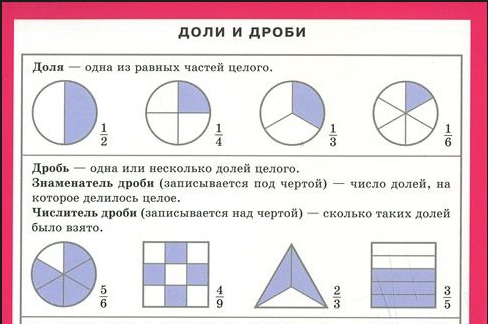 ДОЛИ И ДРОБИ
Доля — одна из равных частей целого.
1/2 1/4 1/3 1/6
Дробь — одна или несколько долей целого.
Знаменатель дроби (записывается под чертой) — число долей, на
которое делилось целое.
Числитель дроби (записывается над чертой) — сколько таких долей
было взято.
5/6 4/9 2/3 3/5